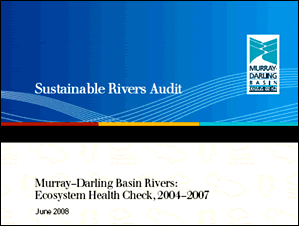 Sustainable Rivers Audit
MURRAY-
DARLING
BASIN
Murray–Darling Basin Rivers:
Ecosystem Health Check, 2004–2007
June 2008